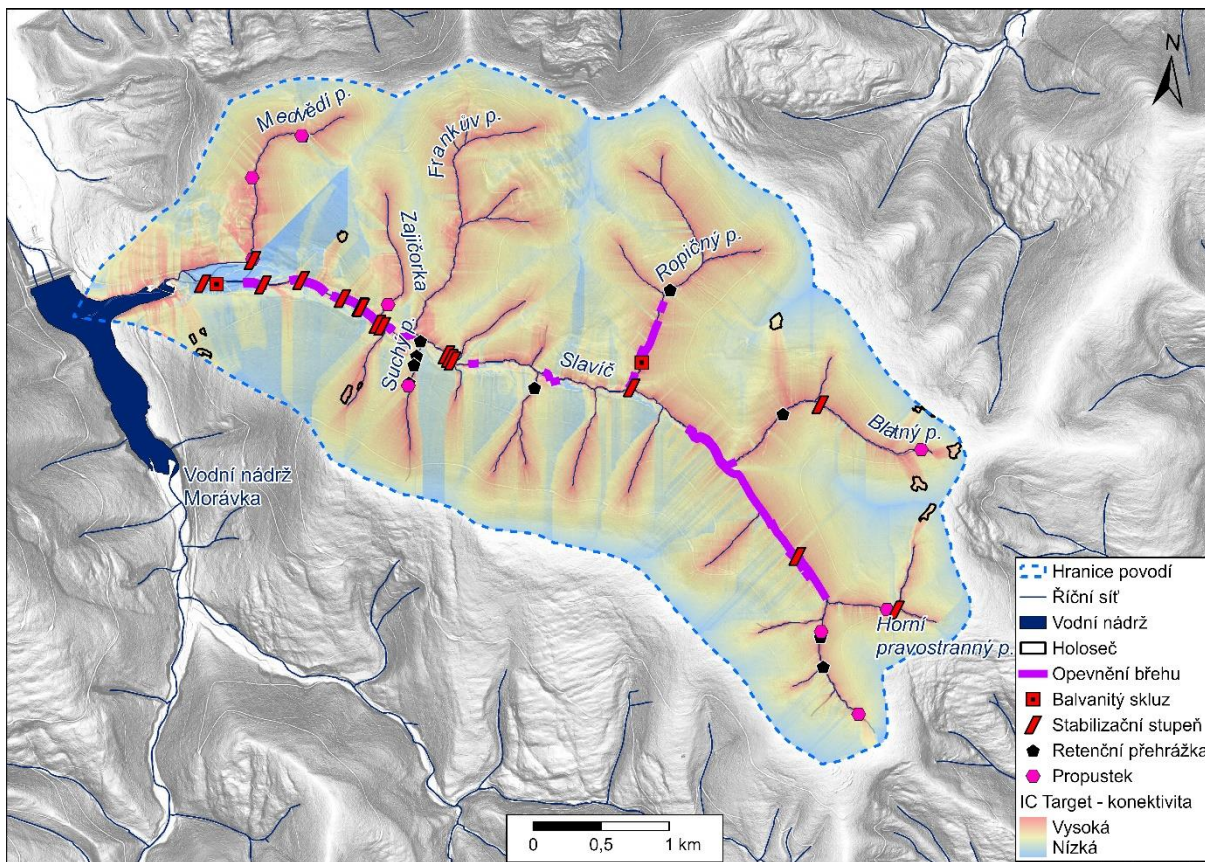 N
Medvědí p.
Frankův p.
Zajíčorka
Ropičný p.
Suchý p.
Slavíč
Blatný p.
Vodní nádrž
Morávka
Horní
pravostranný p.
Hranice povodí
Říční síť
Vodní nádrž
Holoseč
Opevnění břehu
Balvanitý skluz
Stabilizační stupeň
Retenční přehrážka
Propustek
IC Target - konektivita
Vysoká
Nízká
0 0,5 1 km